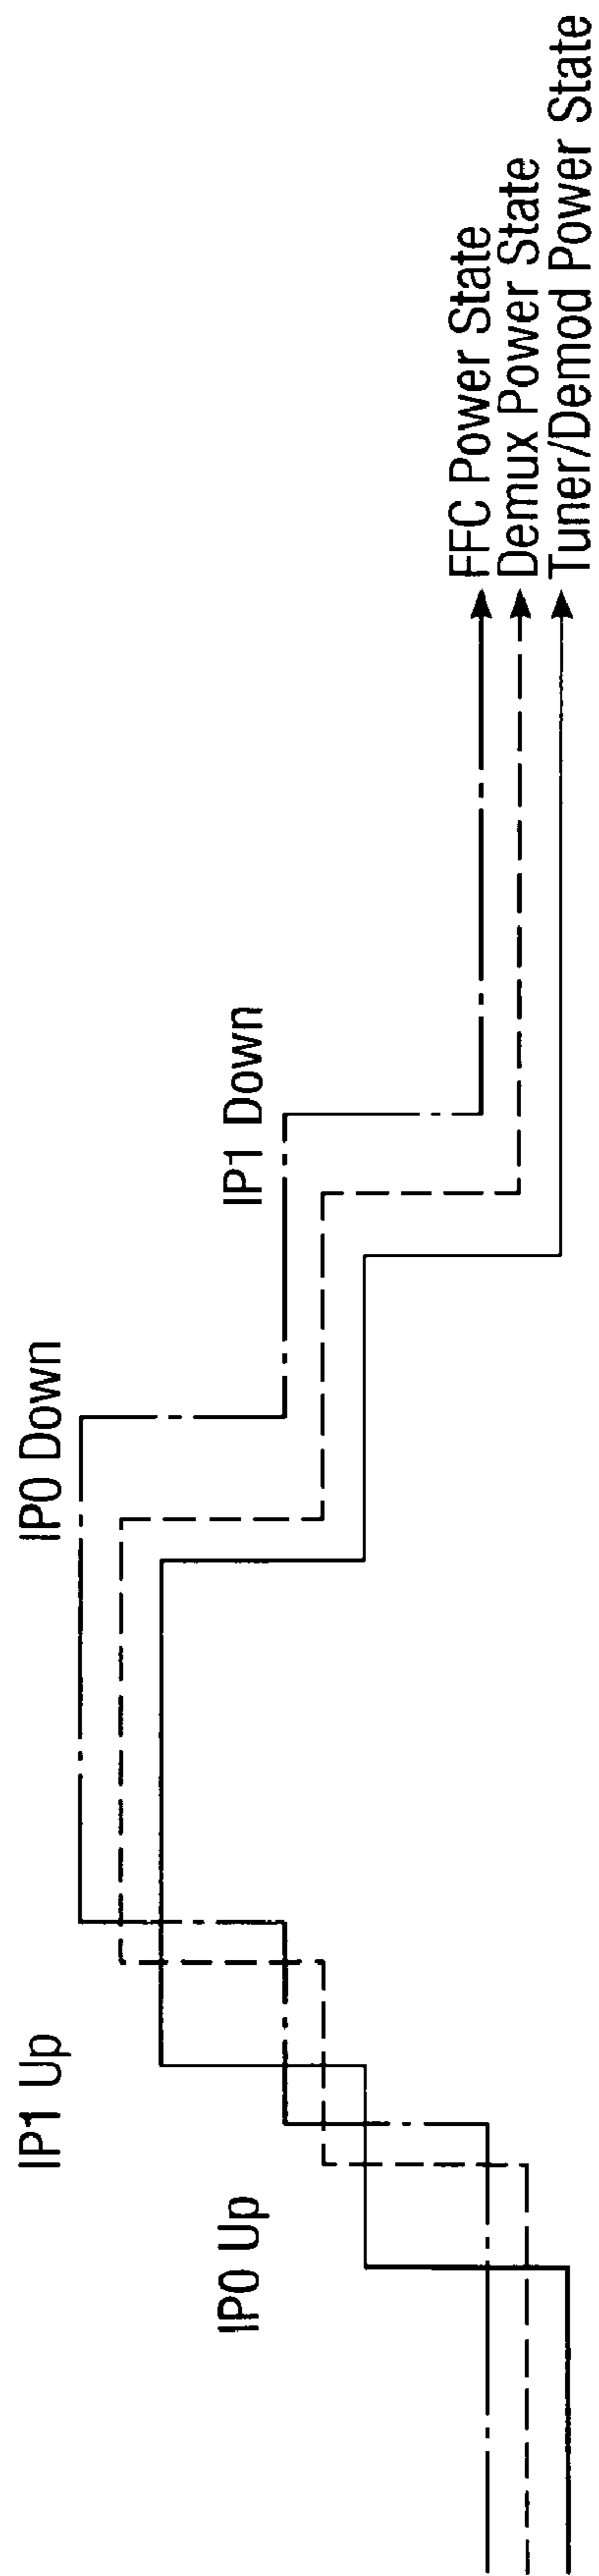 IP1 Up
IP0 Up
IP0 Down
IP1 Down
FFC Power State
Demux Power State
Tuner/Demod Power State